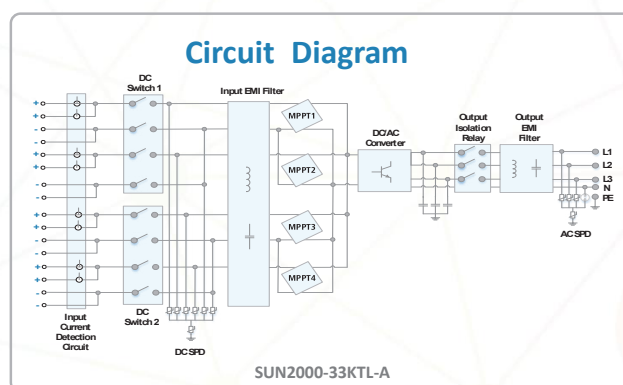 Circuit Diagram
DC
Switch 1
Input EMI Filter
MPPT1
MPPT2
MPPT3
MPPT4
DC/AC
Converter
Output
Isolation
Relay
Output
EMI
Filter
L1
L2
L3
N
PE
AC SPD
+
+
-
-
+
+
-
-
+
+
-
-
+
+
-
-
Input
Current
Detection
Circuit
DC
Switch 2
DC SPD
SUN2000-33KTL-A